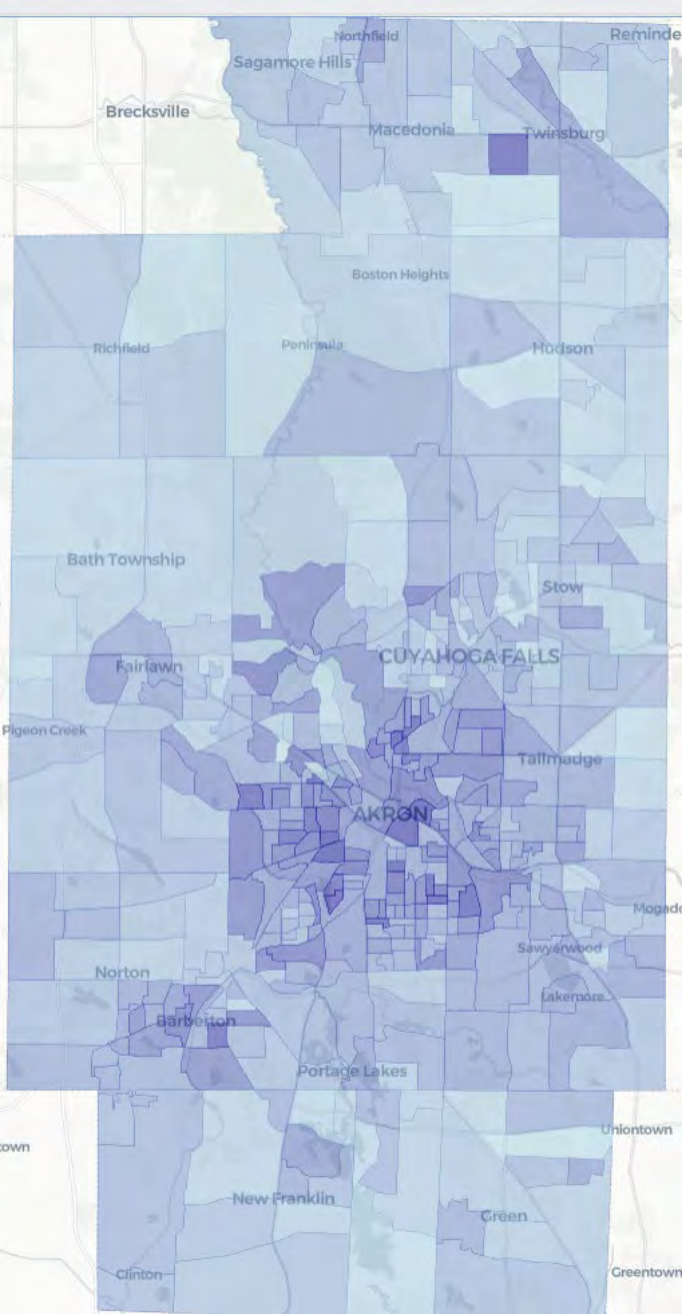 Northfield
Reminde
Sagamore Hills
Brecksville
Macedonia
Twinsburg
Boston Heights
Richfield
Peninsula
Hudson
Bath Township
Stow
CUYAHOGA FALLS
Fairlawn
Pigeon Creek
Tallmadge
AKRON
Mogado
Sawyerwood
Norton
Lakemore
Barberton
Portage Lakes
Uniontown
town
New Franklin
Green
Clinton
Greentown